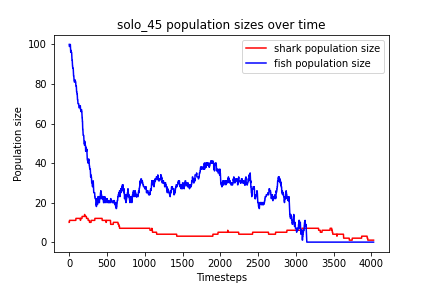 solo_45 population sizes over time
shark population size
fish population size
100
80
60
40
20
0
Population size
0 500 1000 1500 2000 2500 3000 3500 4000
Timesteps